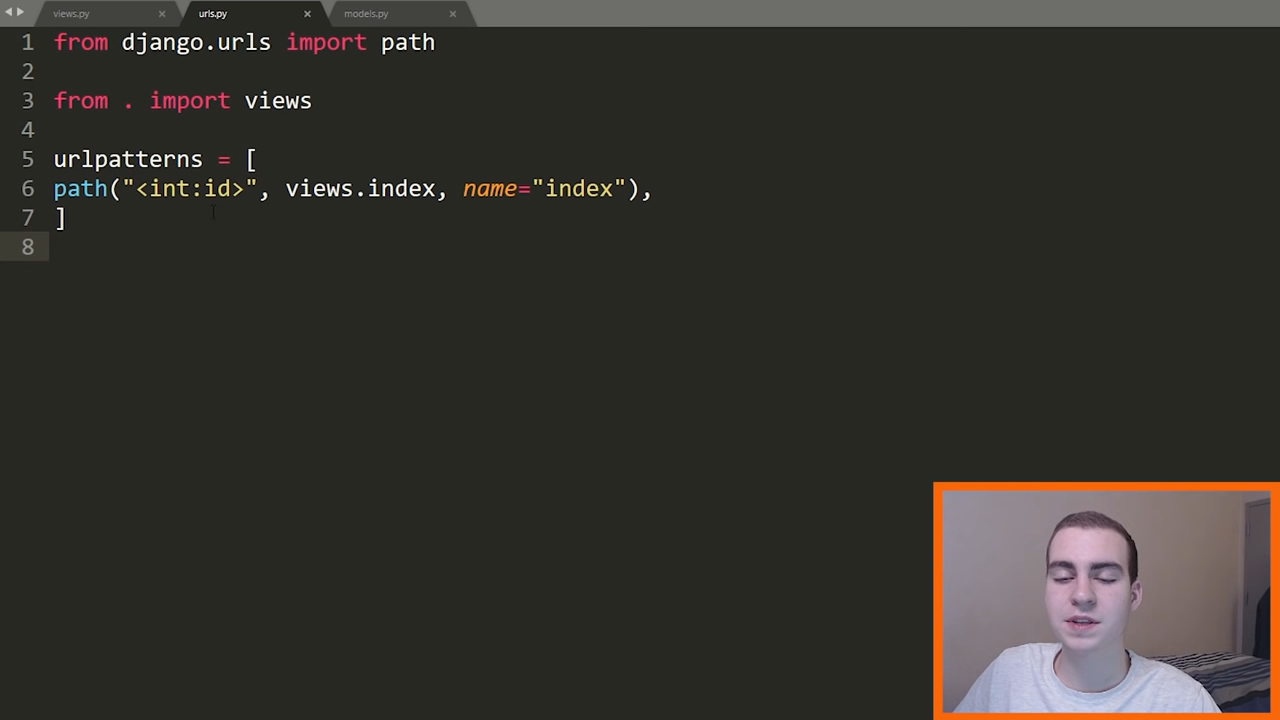 views.py
urls.py
models.py
1 from django.urls import path
2
3 from . import views
4
5 urlpatterns = [
6 path("<int:id>", views.index, name="index"),
7 ]
8